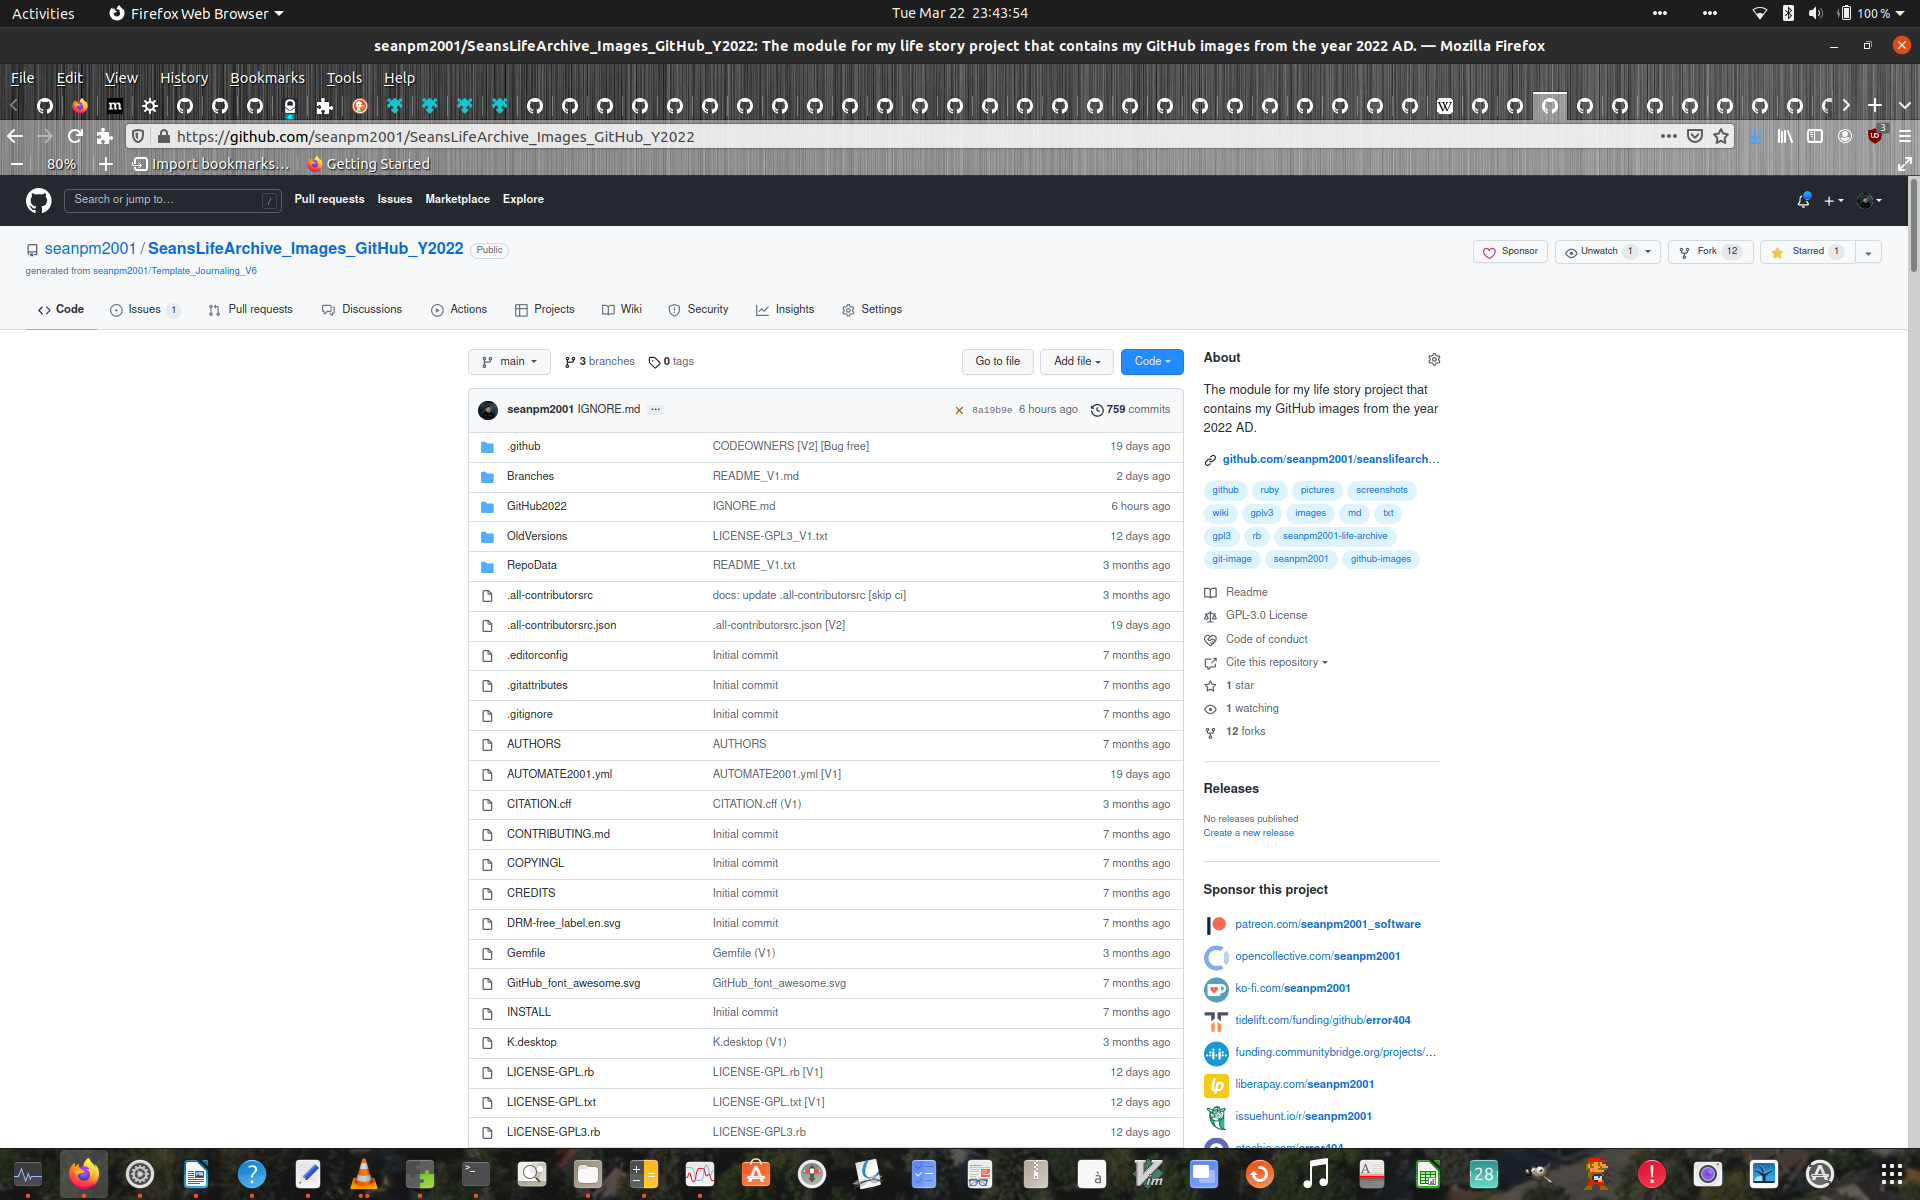 Activities Firefox Web Browser Tue Mar 22 23:43:54 100 %
seanpm2001/SeansLifeArchive_Images_GitHub_Y2022: The module for my life story project that contains my GitHub images from the year 2022 AD. — Mozilla Firefox
File Edit View History Bookmarks Tools Help
https://github.com/seanpm2001/SeansLifeArchive_Images_GitHub_Y2022 3
80% Import bookmarks... Getting Started
Search or jump to... / Pull requests Issues Marketplace Explore
seanpm2001 / SeansLifeArchive_Images_GitHub_Y2022 Public
generated from seanpm2001/Template_Journaling_V6
Sponsor Unwatch 1 Fork 12 Starred 1
Code Issues 1 Pull requests Discussions Actions Projects Wiki Security Insights Settings
main 3 branches 0 tags Go to file Add file Code
seanpm2001 IGNORE.md ... 8a19b9e 6 hours ago 759 commits
.github CODEOWNERS [V2] [Bug free] 19 days ago
Branches README_V1.md 2 days ago
GitHub2022 IGNORE.md 6 hours ago
OldVersions LICENSE-GPL3_V1.txt 12 days ago
RepoData README_V1.txt 3 months ago
.all-contributorsrc docs: update .all-contributorsrc [skip ci] 3 months ago
.all-contributorsrc.json .all-contributorsrc.json [V2] 19 days ago
.editorconfig Initial commit 7 months ago
.gitattributes Initial commit 7 months ago
.gitignore Initial commit 7 months ago
AUTHORS AUTHORS 7 months ago
AUTOMATE2001.yml AUTOMATE2001.yml [V1] 19 days ago
CITATION.cff CITATION.cff (V1) 3 months ago
CONTRIBUTING.md Initial commit 7 months ago
COPYINGL Initial commit 7 months ago
CREDITS Initial commit 7 months ago
DRM-free_label.en.svg Initial commit 7 months ago
Gemfile Gemfile (V1) 3 months ago
GitHub_font_awesome.svg GitHub_font_awesome.svg 7 months ago
INSTALL Initial commit 7 months ago
K.desktop K.desktop (V1) 3 months ago
LICENSE-GPL.rb LICENSE-GPL.rb [V1] 12 days ago
LICENSE-GPL.txt LICENSE-GPL.txt [V1] 12 days ago
LICENSE-GPL3.rb LICENSE-GPL3.rb 12 days ago
About
The module for my life story project that
contains my GitHub images from the year
2022 AD.
github.com/seanpm2001/seanslifearch...
github ruby pictures screenshots
wiki gplv3 images md txt
gpl3 rb seanpm2001-life-archive
git-image seanpm2001 github-images
Readme
GPL-3.0 License
Code of conduct
Cite this repository
1 star
1 watching
12 forks
Releases
No releases published
Create a new release
Sponsor this project
patreon.com/seanpm2001_software
opencollective.com/seanpm2001
ko-fi.com/seanpm2001
tidelift.com/funding/github/error404
funding.communitybridge.org/projects/...
liberapay.com/seanpm2001
issuehunt.io/r/seanpm2001
28